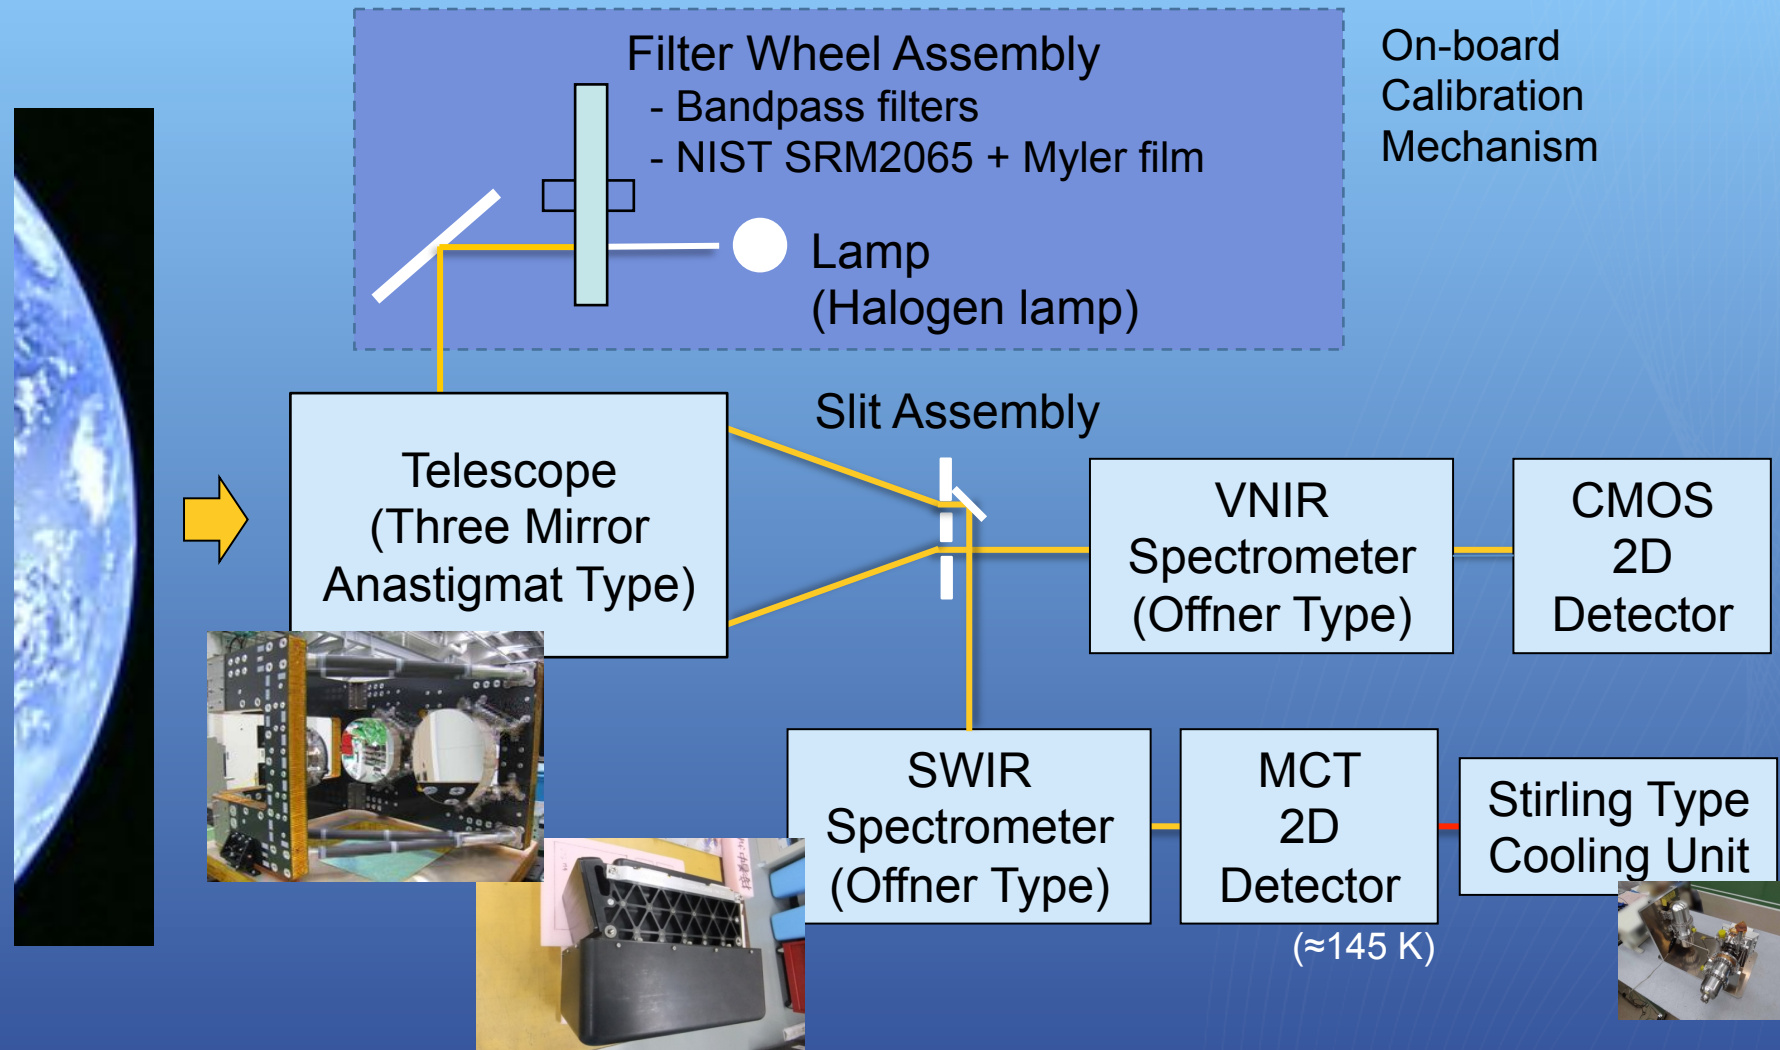 Filter Wheel Assembly
- Bandpass filters
- NIST SRM2065 + Myler film
On-board
Calibration
Mechanism
Lamp
(Halogen lamp)
Slit Assembly
Telescope
(Three Mirror
Anastigmat Type)
VNIR
Spectrometer
(Offner Type)
CMOS
2D
Detector
SWIR
Spectrometer
(Offner Type)
MCT
2D
Detector
(≈145 K)
Stirling Type
Cooling Unit